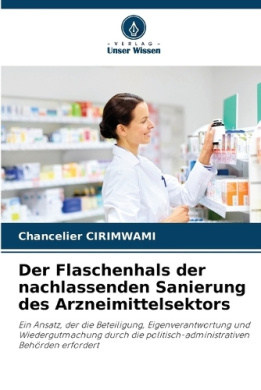 VERLAG
Unser Wissen
Chancelier CIRIMWAMI
Der Flaschenhals der
nachlassenden Sanierung
des Arzneimittelsektors
Ein Ansatz, der die Beteiligung, Eigenverantwortung und
Wiedergutmachung durch die politisch-administrativen
Behörden erfordert